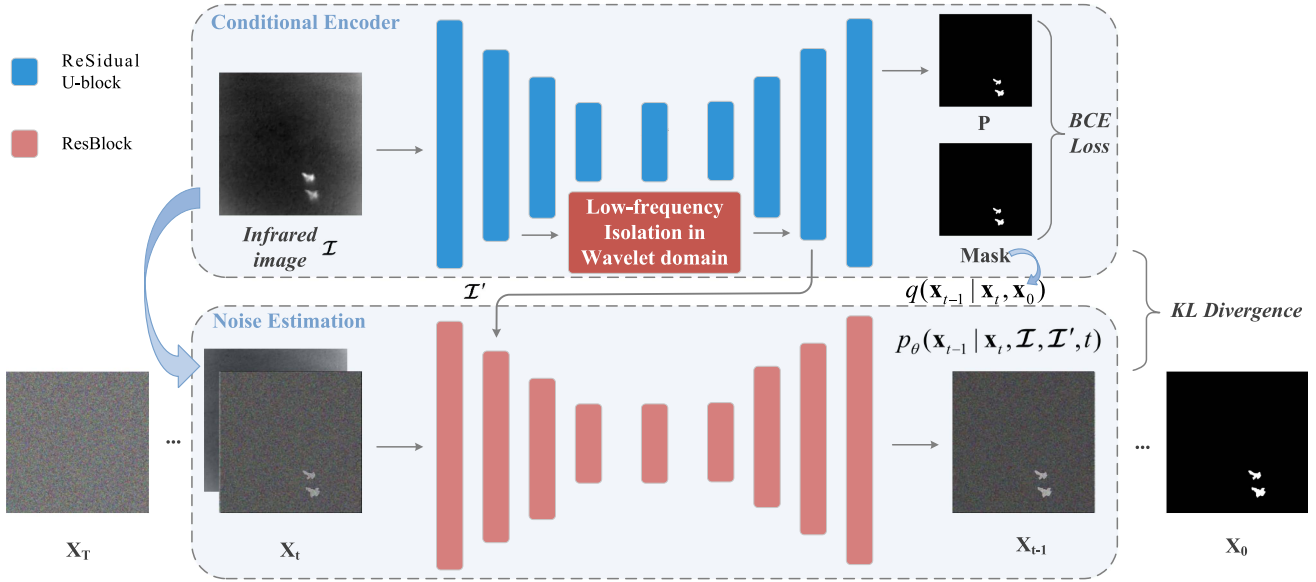 Conditional Encoder
ReSidual
U-block
ResBlock
Infrared
image
ℐ
Low-frequency
Isolation in
Wavelet domain
P
Mask
BCE
Loss
ℐ′
q(x_{t-1} | x_t, x_0)
KL Divergence
Noise Estimation
p_θ(x_{t-1} | x_t, ℐ, ℐ′, t)
...
...
X_T
X_t
X_{t-1}
X_0